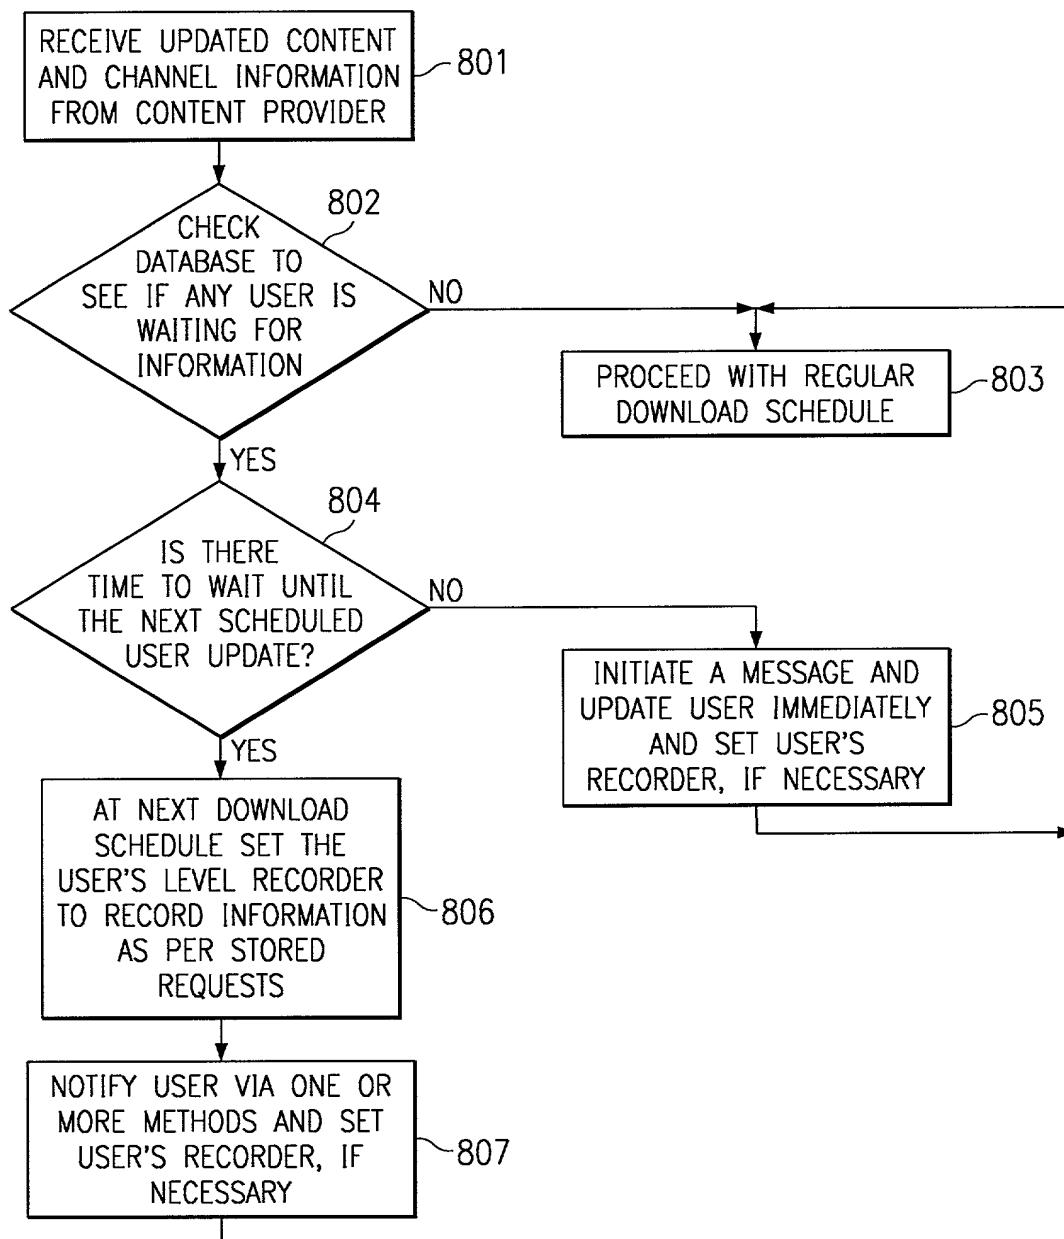 RECEIVE UPDATED CONTENT
AND CHANNEL INFORMATION
FROM CONTENT PROVIDER
801
802
CHECK
DATABASE TO
SEE IF ANY USER IS
WAITING FOR
INFORMATION
NO
PROCEED WITH REGULAR
DOWNLOAD SCHEDULE
803
YES
804
IS THERE
TIME TO WAIT UNTIL
THE NEXT SCHEDULED
USER UPDATE?
NO
INITIATE A MESSAGE AND
UPDATE USER IMMEDIATELY
AND SET USER'S
RECORDER, IF NECESSARY
805
YES
AT NEXT DOWNLOAD
SCHEDULE SET THE
USER'S LEVEL RECORDER
TO RECORD INFORMATION
AS PER STORED
REQUESTS
806
NOTIFY USER VIA ONE OR
MORE METHODS AND SET
USER'S RECORDER, IF
NECESSARY
807